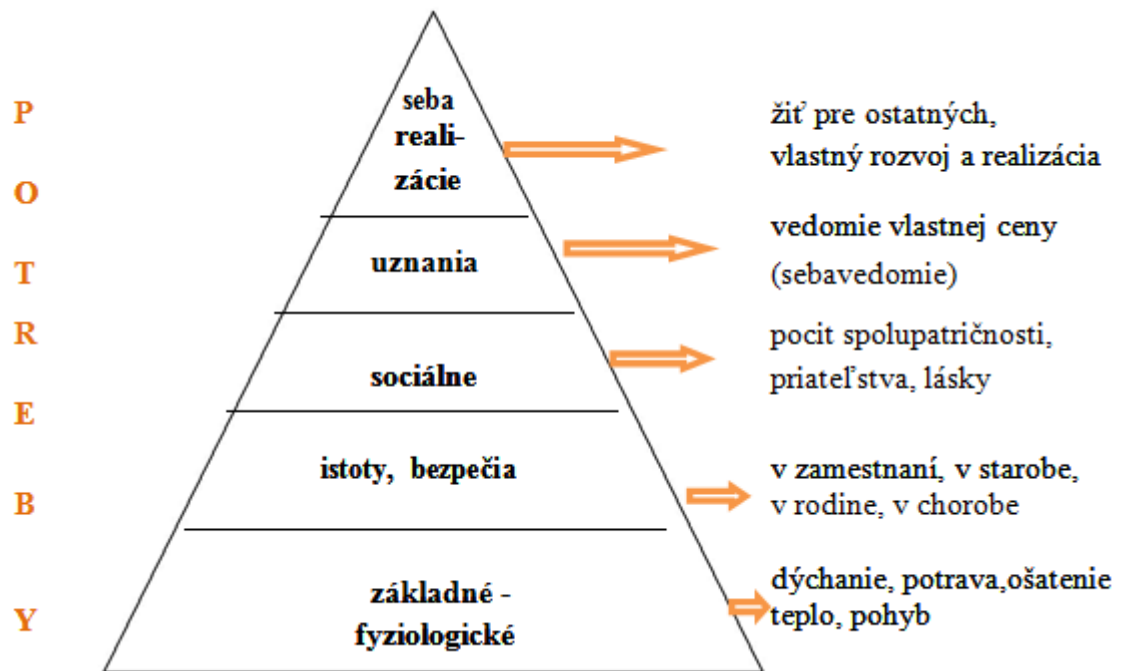 P
O
T
R
E
B
Y
seba
reali-
zácie
žiť pre ostatných,
vlastný rozvoj a realizácia
uznania
vedomie vlastnej ceny
(sebavedomie)
sociálne
pocit spolupatričnosti,
priateľstva, lásky
istoty, bezpečia
v zamestnaní, v starobe,
v rodine, v chorobe
základné -
fyziologické
dýchanie, potrava,ošatenie
teplo, pohyb